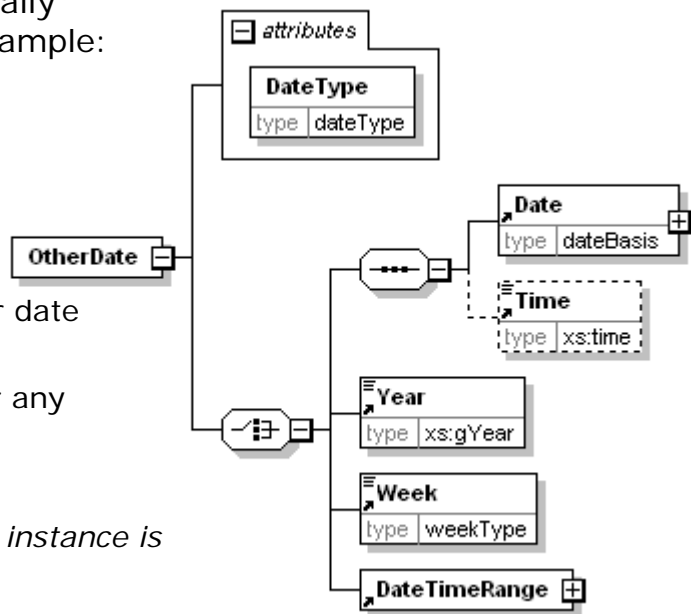 ally
ample:
attributes
DateType
type dateType
Date
type dateBasis
OtherDate
Time
type xs:time
r date
Year
type xs:gYear
r any
Week
type weekType
instance is
DateTimeRange